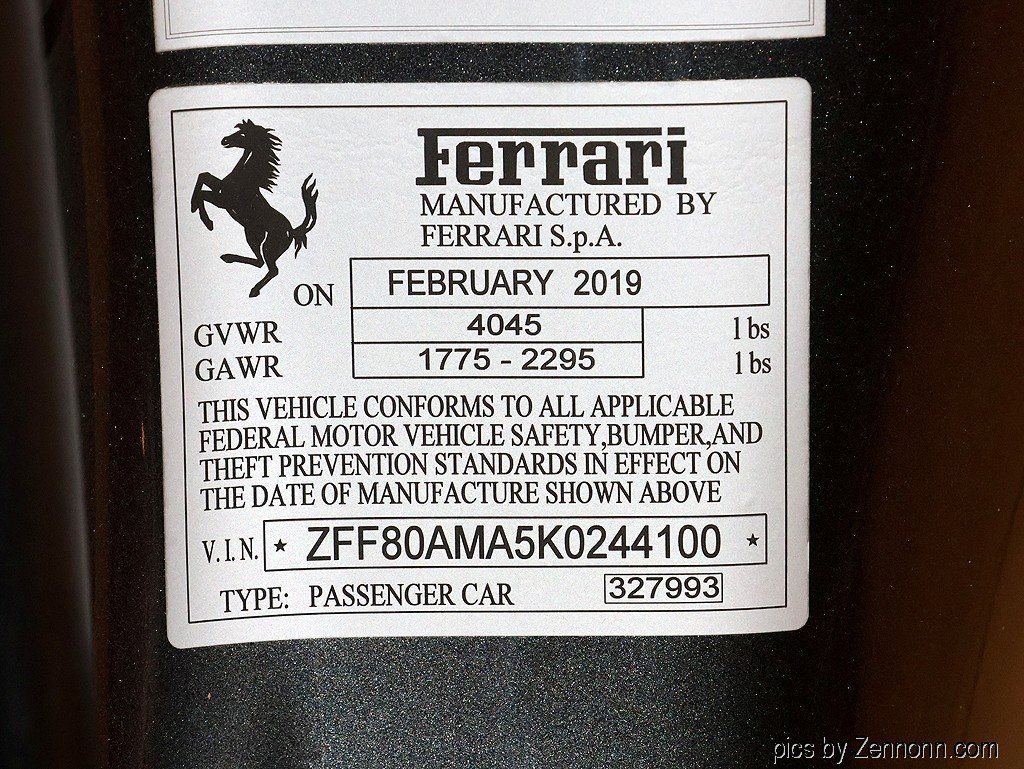 Ferrari
MANUFACTURED BY
FERRARI S.p.A.
ON FEBRUARY 2019
GVWR 4045 lbs
GAWR 1775 - 2295 lbs
THIS VEHICLE CONFORMS TO ALL APPLICABLE
FEDERAL MOTOR VEHICLE SAFETY,BUMPER,AND
THEFT PREVENTION STANDARDS IN EFFECT ON
THE DATE OF MANUFACTURE SHOWN ABOVE
V.I.N. ★ ZFF80AMA5K0244100 ★
TYPE: PASSENGER CAR 327993
pics by Zennonn.com